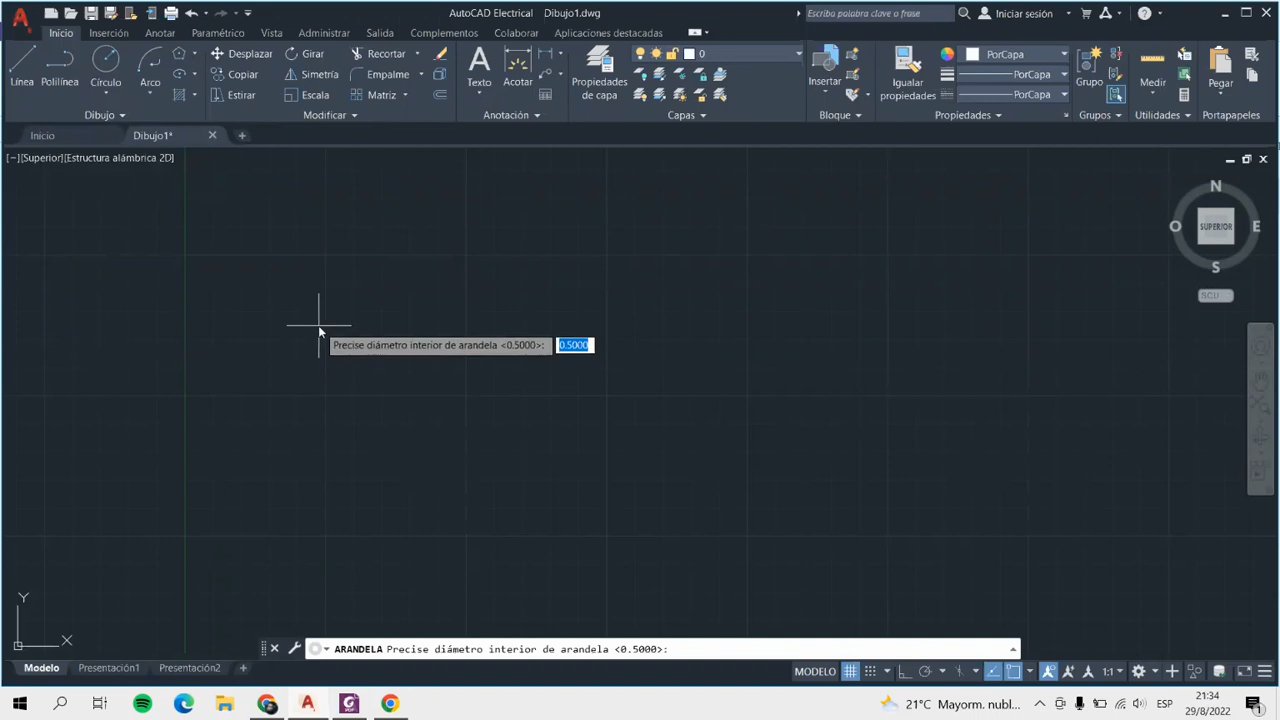 AutoCAD Electrical Dibujo1.dwg
Escriba palabra clave o frase
Iniciar sesión
Inicio Inserción Anotar Paramétrico Vista Administrar Salida Complementos Colaborar Aplicaciones destacadas
Línea
Polilínea
Círculo
Arco
Desplazar Girar Recortar
Copiar Simetría Empalme
Estirar Escala Matriz
Texto
Acotar
Propiedades
de capa
0
Insertar
Igualar
propiedades
PorCapa
PorCapa
PorCapa
Grupo
Medir
Pegar
Dibujo Modificar Anotación Capas Bloque Propiedades Grupos Utilidades Portapapeles
Inicio Dibujo1*
[−][Superior][Estructura alámbrica 2D]
N
O SUPERIOR E
S
SCU
Precise diámetro interior de arandela <0.5000>: 0.5000
Y
X
ARANDELA Precise diámetro interior de arandela <0.5000>:
Modelo Presentación1 Presentación2
MODELO 1:1
21°C Mayorm. nubl... ESP
21:34
29/8/2022
1